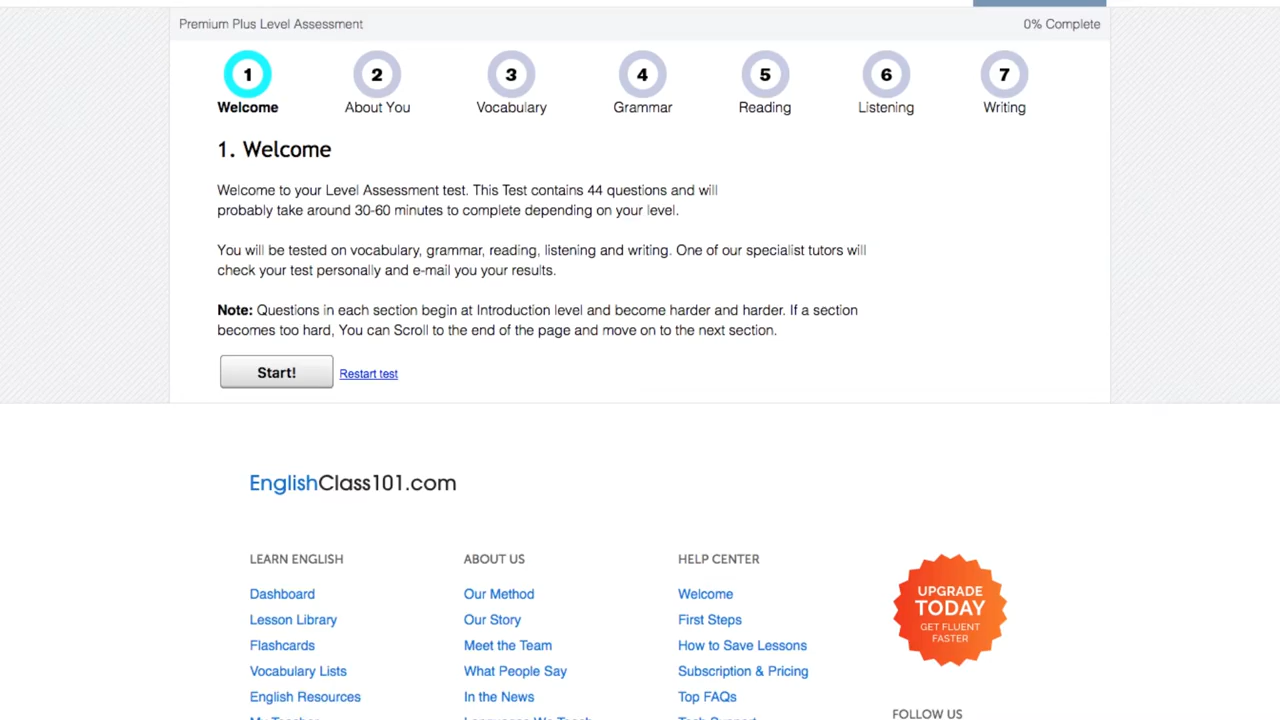 Premium Plus Level Assessment
0% Complete
1 2 3 4 5 6 7
Welcome About You Vocabulary Grammar Reading Listening Writing
1. Welcome
Welcome to your Level Assessment test. This Test contains 44 questions and will
probably take around 30-60 minutes to complete depending on your level.
You will be tested on vocabulary, grammar, reading, listening and writing. One of our specialist tutors will
check your test personally and e-mail you your results.
Note: Questions in each section begin at Introduction level and become harder and harder. If a section
becomes too hard, You can Scroll to the end of the page and move on to the next section.
Start! Restart test
EnglishClass101.com
LEARN ENGLISH
Dashboard
Lesson Library
Flashcards
Vocabulary Lists
English Resources
ABOUT US
Our Method
Our Story
Meet the Team
What People Say
In the News
HELP CENTER
Welcome
First Steps
How to Save Lessons
Subscription & Pricing
Top FAQs
UPGRADE
TODAY
GET FLUENT
FASTER
FOLLOW US